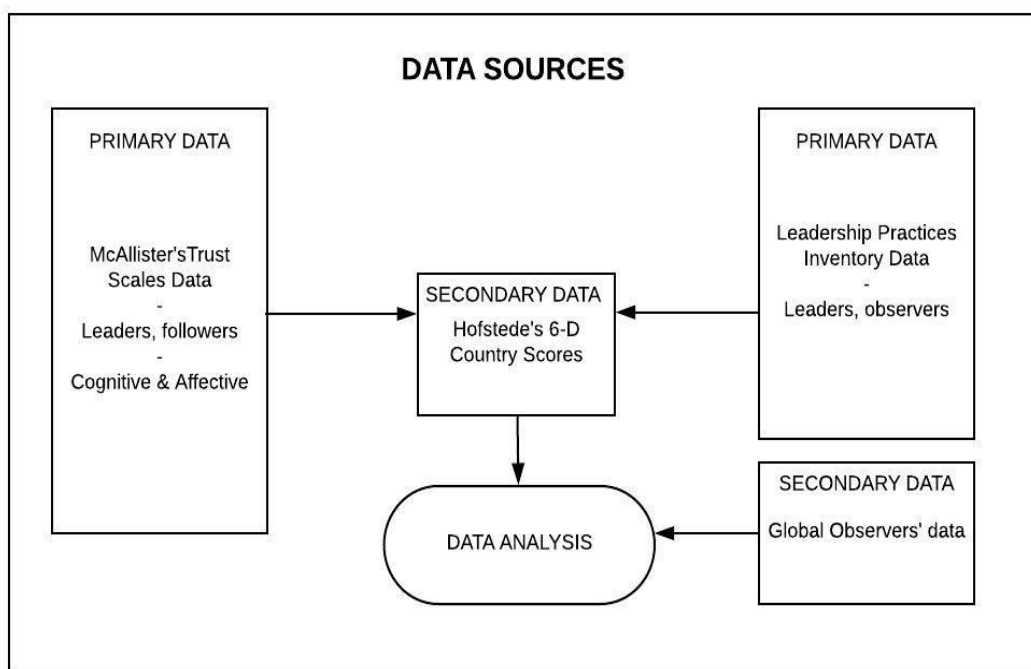 DATA SOURCES
PRIMARY DATA
McAllister'sTrust
Scales Data
-
Leaders, followers
-
Cognitive & Affective
SECONDARY DATA
Hofstede's 6-D
Country Scores
DATA ANALYSIS
PRIMARY DATA
Leadership Practices
Inventory Data
-
Leaders, observers
SECONDARY DATA
Global Observers' data